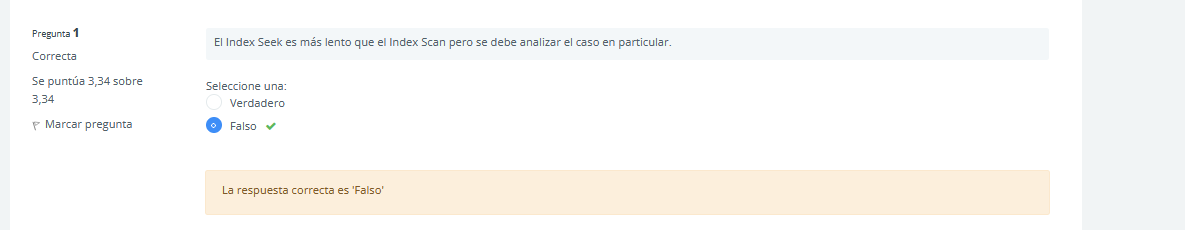 Pregunta 1
Correcta
Se puntúa 3,34 sobre
3,34
Marcar pregunta
El Index Seek es más lento que el Index Scan pero se debe analizar el caso en particular.
Seleccione una:
Verdadero
Falso
La respuesta correcta es 'Falso'